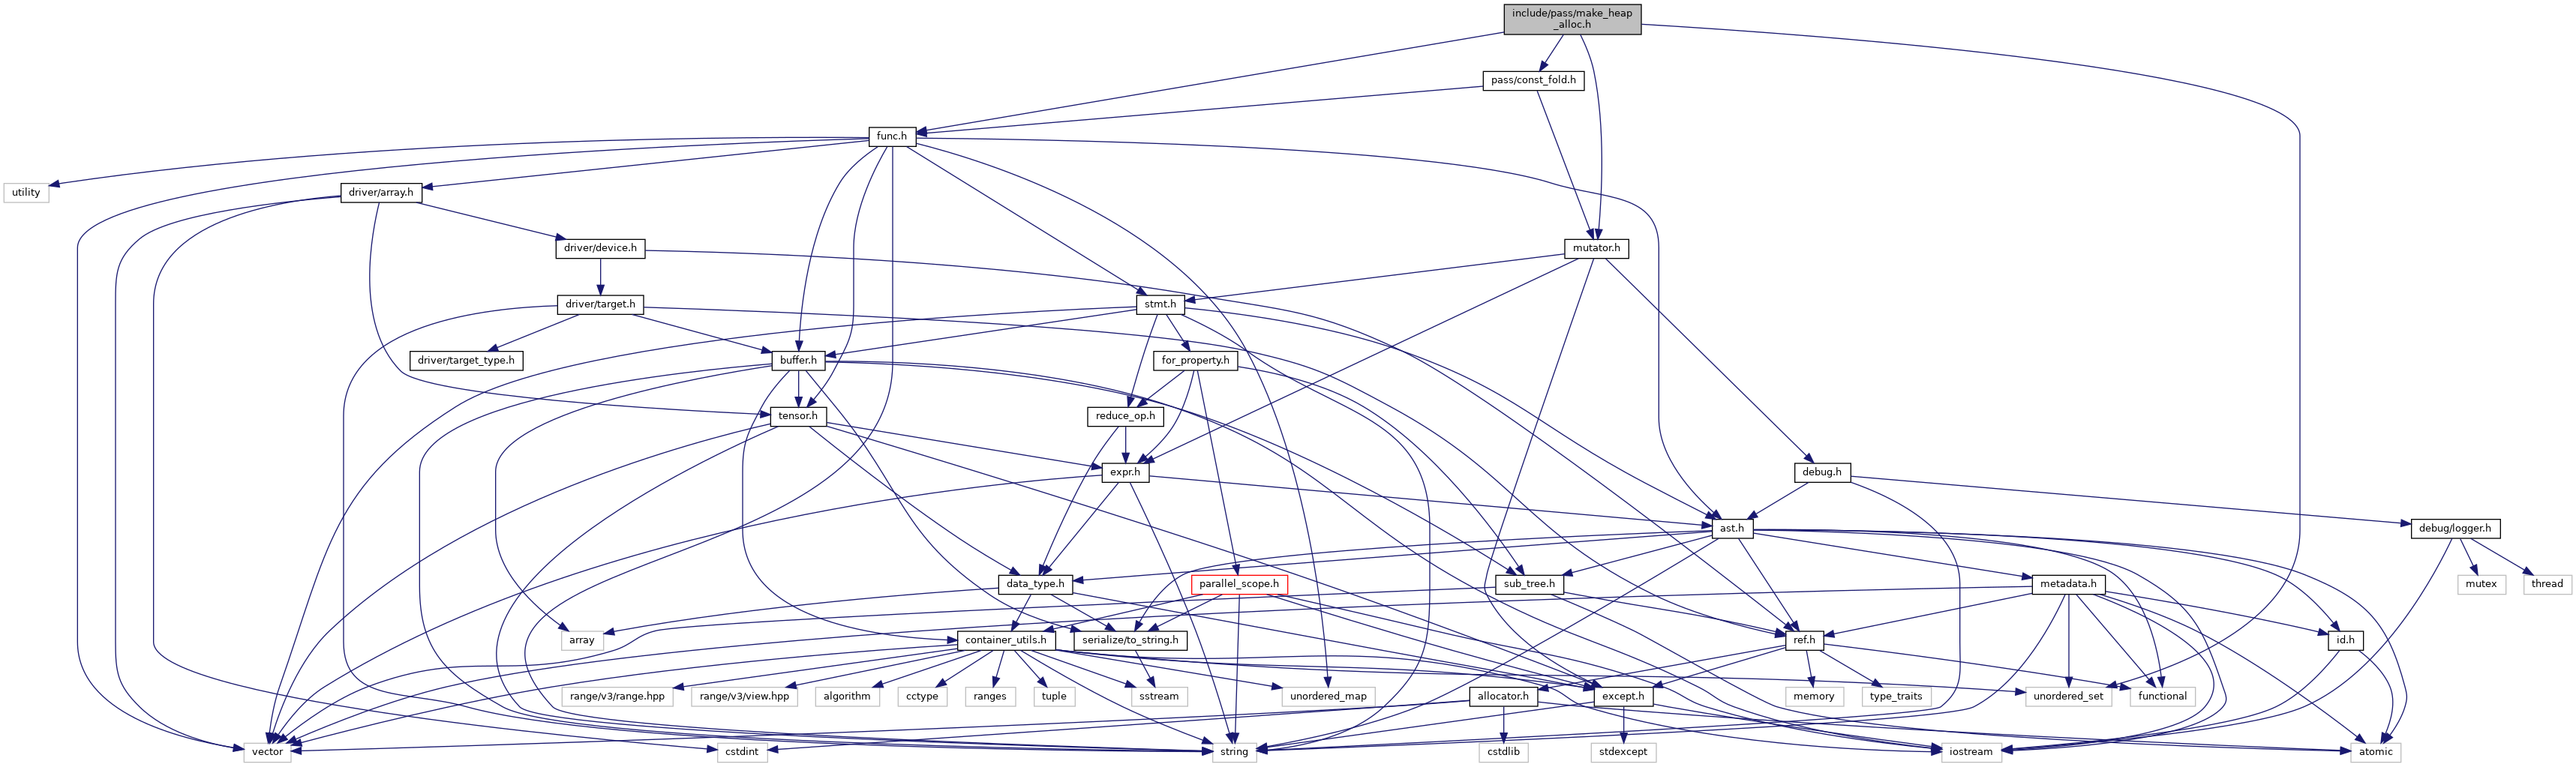 include/pass/make_heap
_alloc.h
pass/const_fold.h
func.h
utility
driver/array.h
driver/device.h
mutator.h
driver/target.h
stmt.h
driver/target_type.h
buffer.h
for_property.h
tensor.h
reduce_op.h
expr.h
debug.h
ast.h
debug/logger.h
data_type.h
parallel_scope.h
sub_tree.h
metadata.h
mutex
thread
array
container_utils.h
serialize/to_string.h
ref.h
id.h
range/v3/range.hpp
range/v3/view.hpp
algorithm
cctype
ranges
tuple
sstream
unordered_map
allocator.h
except.h
memory
type_traits
unordered_set
functional
vector
cstdint
string
cstdlib
stdexcept
iostream
atomic